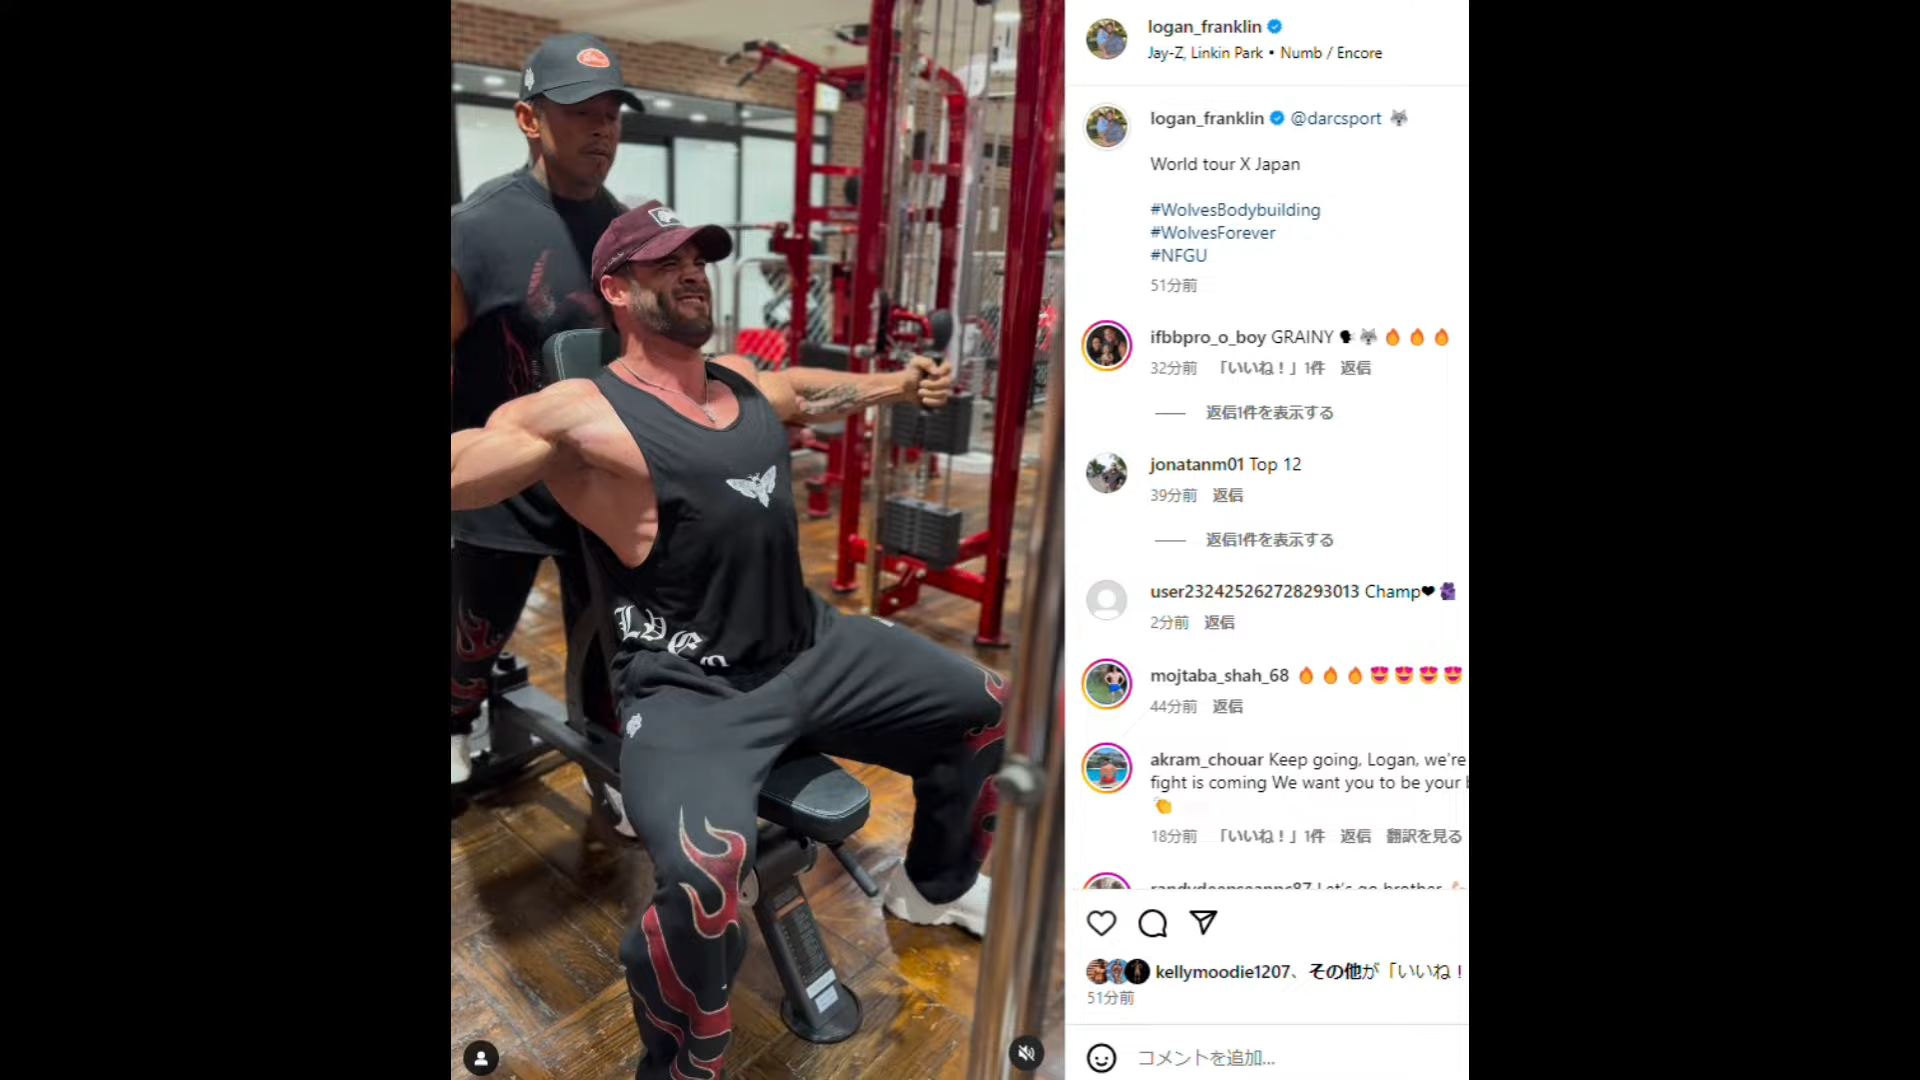 logan_franklin
Jay-Z, Linkin Park • Numb / Encore
logan_franklin @darcsport 🐺
World tour X Japan
#WolvesBodybuilding
#WolvesForever
#NFGU
51分前
ifbbpro_o_boy GRAINY 🗣🐺🔥🔥🔥
32分前 「いいね！」1件 返信
返信1件を表示する
jonatanm01 Top 12
39分前 返信
返信1件を表示する
user232425262728293013 Champ❤🍇
2分前 返信
mojtaba_shah_68 🔥🔥🔥😍😍😍😍
44分前 返信
akram_chouar Keep going, Logan, we're
fight is coming We want you to be your
👏
18分前 「いいね！」1件 返信 翻訳を見る
kellymoodie1207、その他が「いいね！
51分前
コメントを追加...